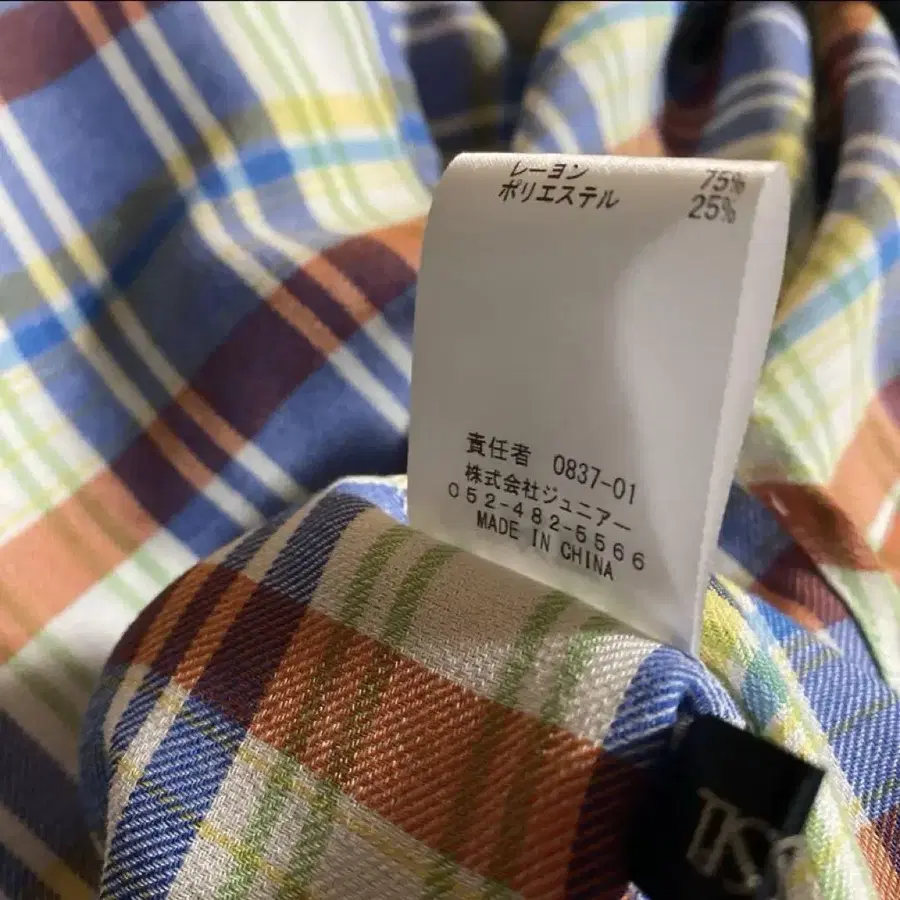 レーヨン 75%
ポリエステル 25%
責任者 0837-01
株式会社ジュニアー
052-482-5566
MADE IN CHINA